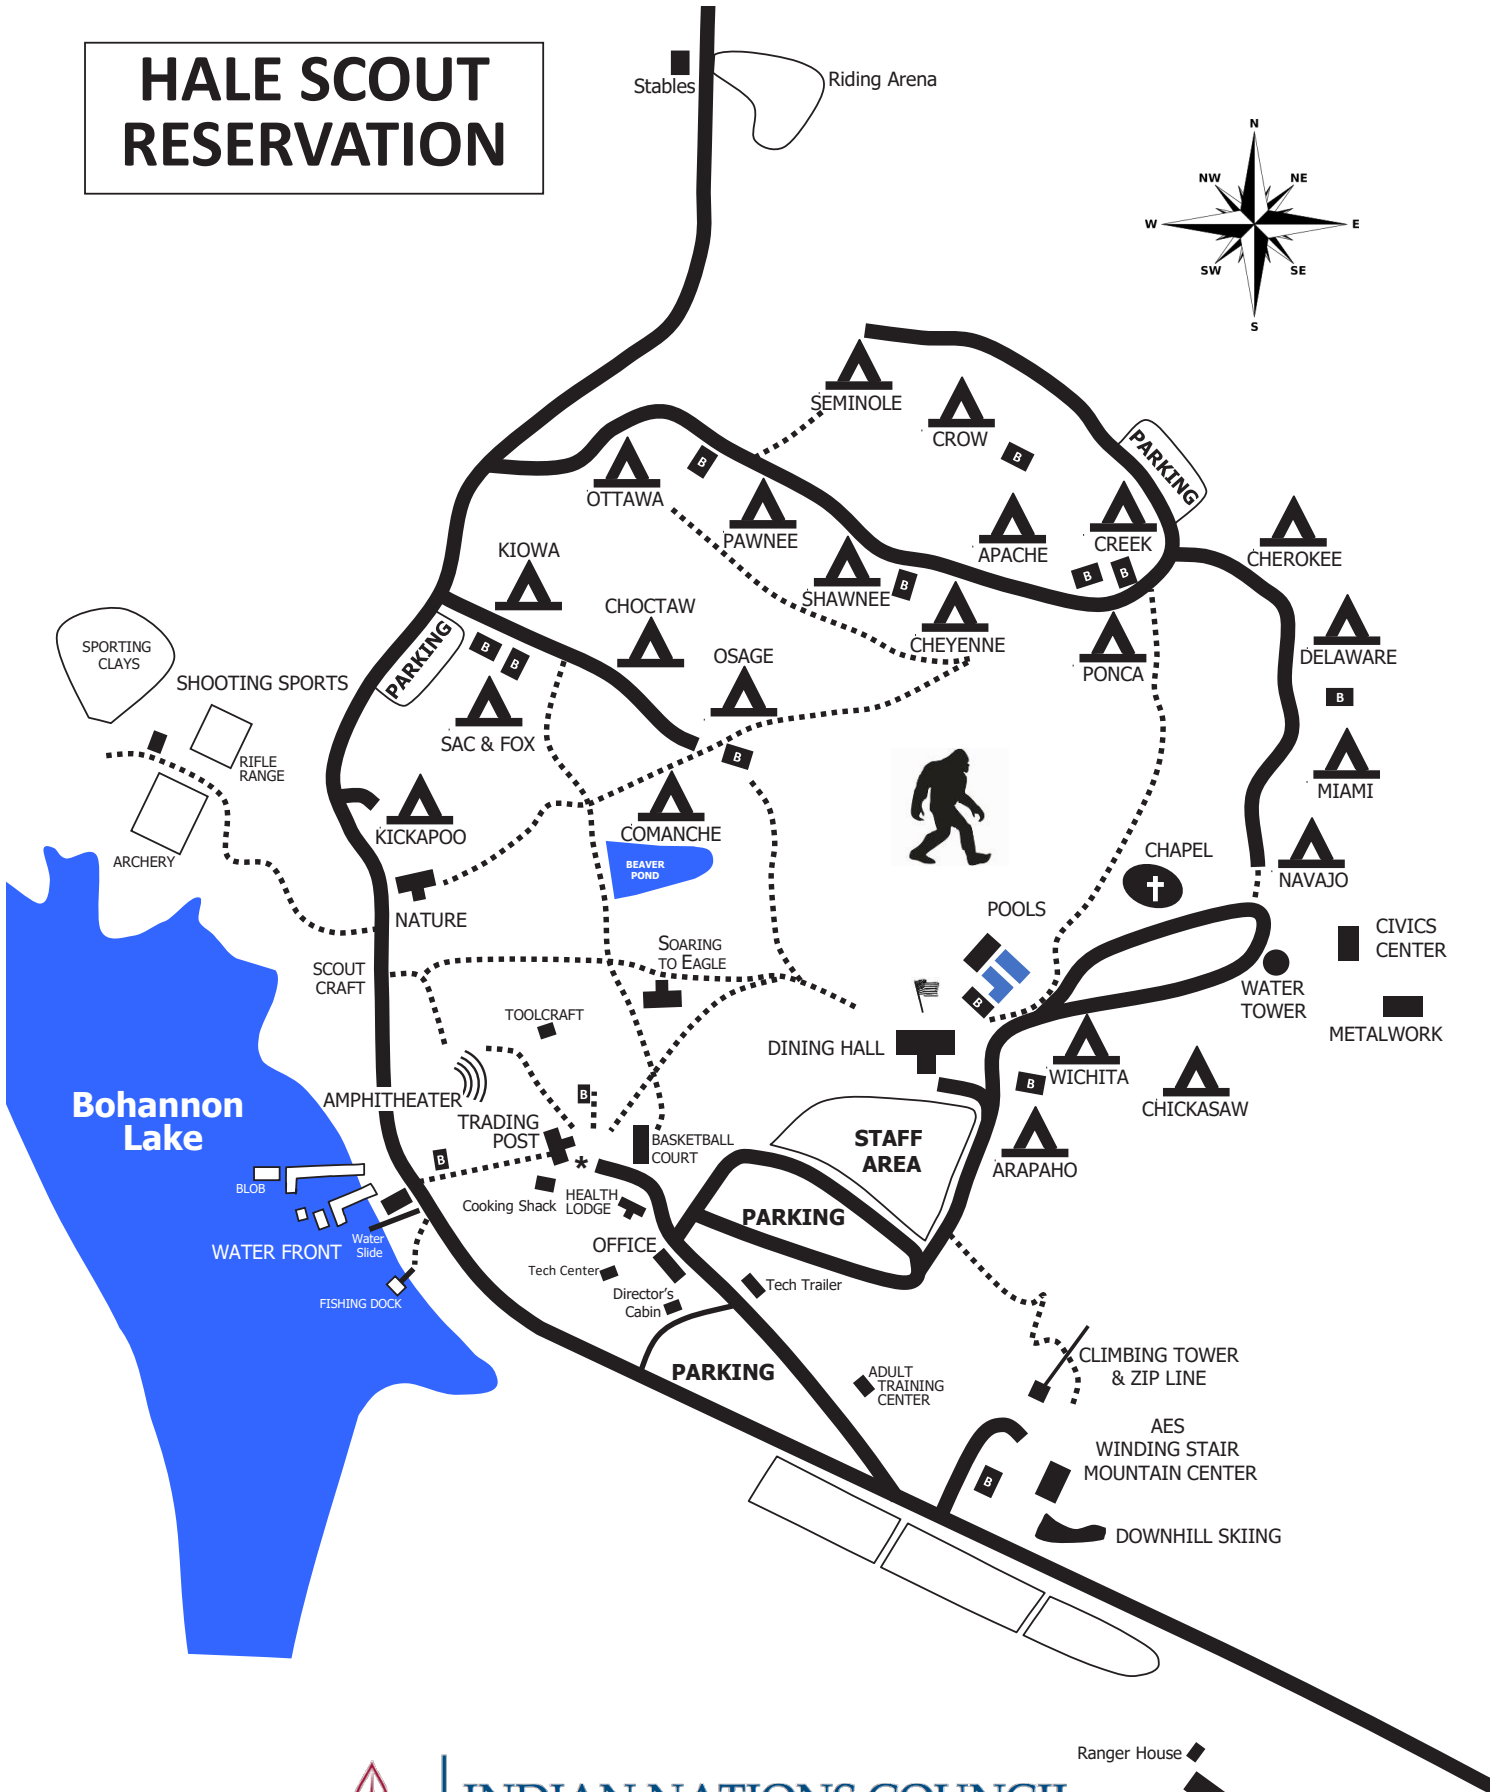 HALE SCOUT
RESERVATION
Stables
Riding Arena
N
NW
NE
W
E
SW
SE
S
SEMINOLE
CROW
B
PARKING
OTTAWA
B
PAWNEE
APACHE
CREEK
CHEROKEE
KIOWA
SHAWNEE
B
B
B
CHOCTAW
CHEYENNE
DELAWARE
PONCA
B
SPORTING
CLAYS
SHOOTING SPORTS
PARKING
B
B
OSAGE
SAC & FOX
B
RIFLE
RANGE
MIAMI
KICKAPOO
COMANCHE
ARCHERY
BEAVER
POND
CHAPEL
NAVAJO
NATURE
POOLS
CIVICS
CENTER
SCOUT
CRAFT
SOARING
TO EAGLE
B
WATER
TOWER
TOOLCRAFT
METALWORK
DINING HALL
WICHITA
B
CHICKASAW
Bohannon
Lake
AMPHITHEATER
B
TRADING
POST
BASKETBALL
COURT
STAFF
AREA
ARAPAHO
B
*
BLOB
Cooking Shack
HEALTH
LODGE
PARKING
WATER FRONT
Water
Slide
OFFICE
Tech Center
Tech Trailer
Director's
Cabin
FISHING DOCK
PARKING
ADULT
TRAINING
CENTER
CLIMBING TOWER
& ZIP LINE
AES
WINDING STAIR
MOUNTAIN CENTER
B
DOWNHILL SKIING
Ranger House
INDIAN NATIONS COUNCIL